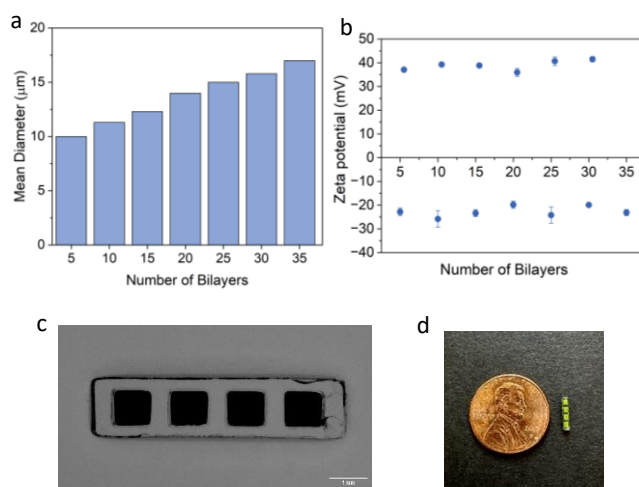 a
20
15
10
5
0
Mean Diameter (μm)
5 10 15 20 25 30 35
Number of Bilayers
b
50
40
30
20
10
0
−10
−20
−30
−40
Zeta potential (mV)
5 10 15 20 25 30 35
Number of Bilayers
c
1 mm
d